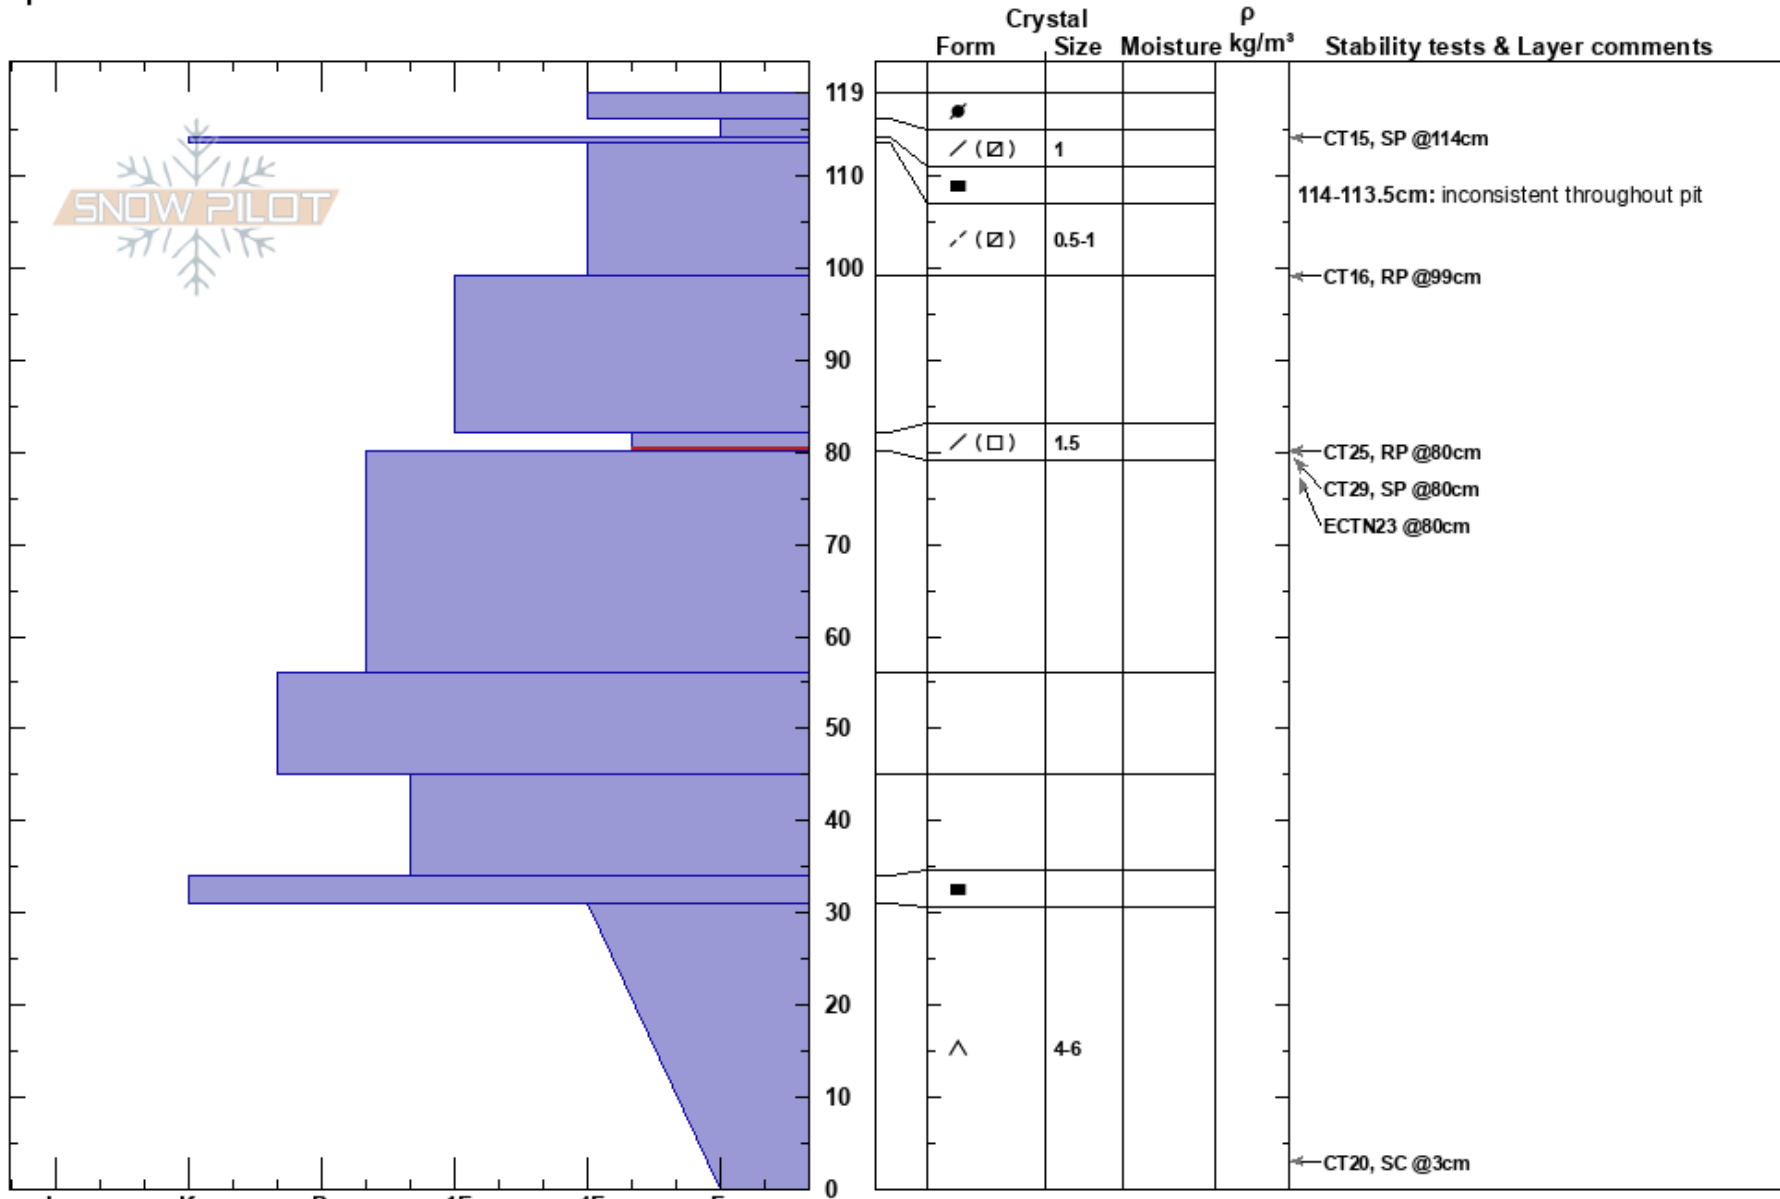 Crystal
ρ
Form Size Moisture kg/m³ Stability tests & Layer comments
119
CT15, SP @114cm
/ (☑) 1
110
114-113.5cm: inconsistent throughout pit
0.5-1
100
CT16, RP @99cm
90
/ (□) 1.5
80
CT25, RP @80cm
CT29, SP @80cm
ECTN23 @80cm
70
60
50
40
30
20
4-6
10
CT20, SC @3cm
0
SNOW PILOT